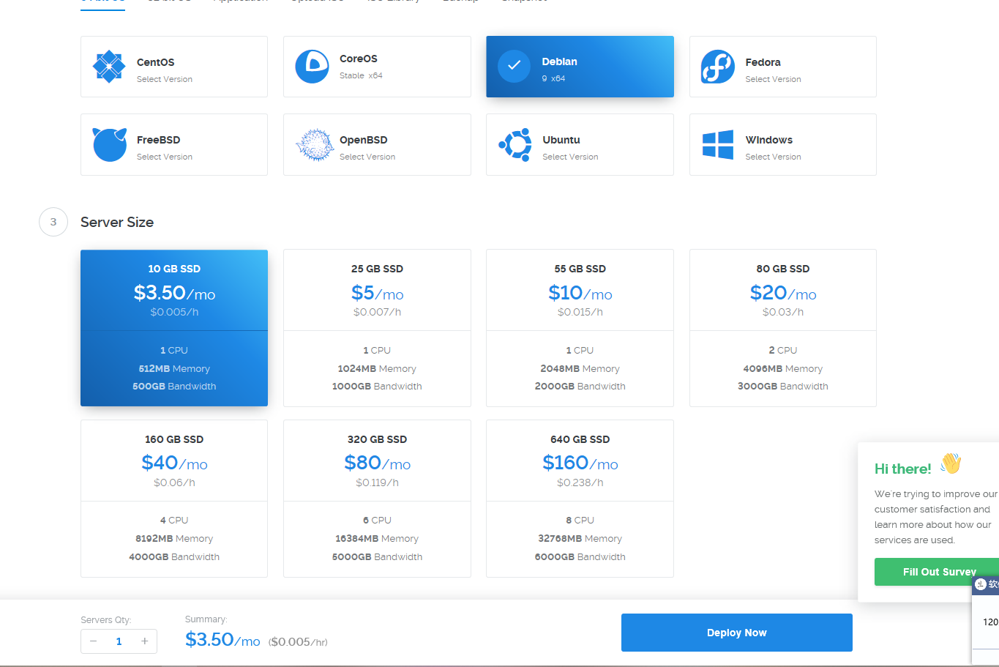 CentOS
Select Version
CoreOS
Stable x64
Debian
9 x64
Fedora
Select Version
FreeBSD
Select Version
OpenBSD
Select Version
Ubuntu
Select Version
Windows
Select Version
3
Server Size
10 GB SSD
$3.50/mo
$0.005/h
1 CPU
512MB Memory
500GB Bandwidth
25 GB SSD
$5/mo
$0.007/h
1 CPU
1024MB Memory
1000GB Bandwidth
55 GB SSD
$10/mo
$0.015/h
1 CPU
2048MB Memory
2000GB Bandwidth
80 GB SSD
$20/mo
$0.03/h
2 CPU
4096MB Memory
3000GB Bandwidth
160 GB SSD
$40/mo
$0.06/h
4 CPU
8192MB Memory
4000GB Bandwidth
320 GB SSD
$80/mo
$0.119/h
6 CPU
16384MB Memory
5000GB Bandwidth
640 GB SSD
$160/mo
$0.238/h
8 CPU
32768MB Memory
6000GB Bandwidth
Hi there!
We're trying to improve our
customer satisfaction and
learn more about how our
services are used.
Fill Out Survey
120
Servers Qty:
− 1 +
Summary:
$3.50/mo ($0.005/hr)
Deploy Now